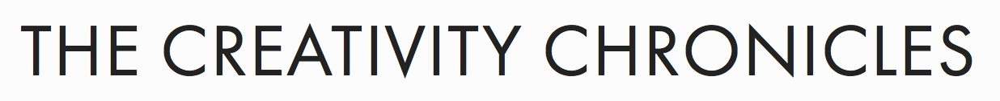 THE CREATIVITY CHRONICLES